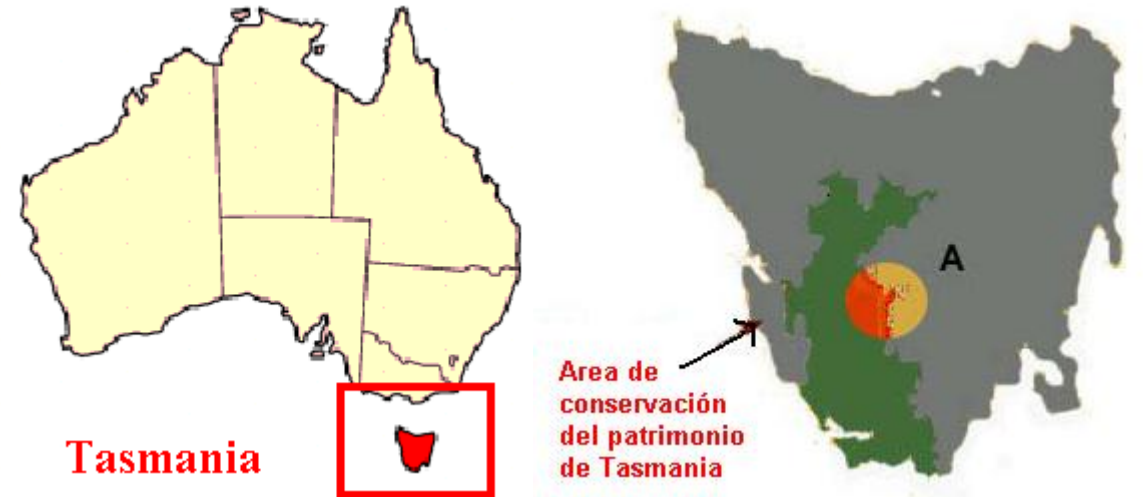 Tasmania
A
Area de
conservación
del patrimonio
de Tasmania